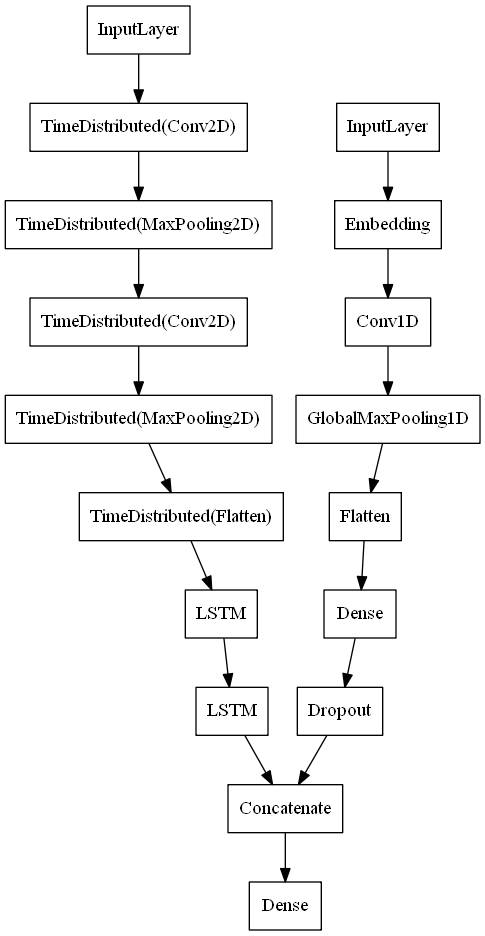 InputLayer
TimeDistributed(Conv2D)
InputLayer
TimeDistributed(MaxPooling2D)
Embedding
TimeDistributed(Conv2D)
Conv1D
TimeDistributed(MaxPooling2D)
GlobalMaxPooling1D
TimeDistributed(Flatten)
Flatten
LSTM
Dense
LSTM
Dropout
Concatenate
Dense